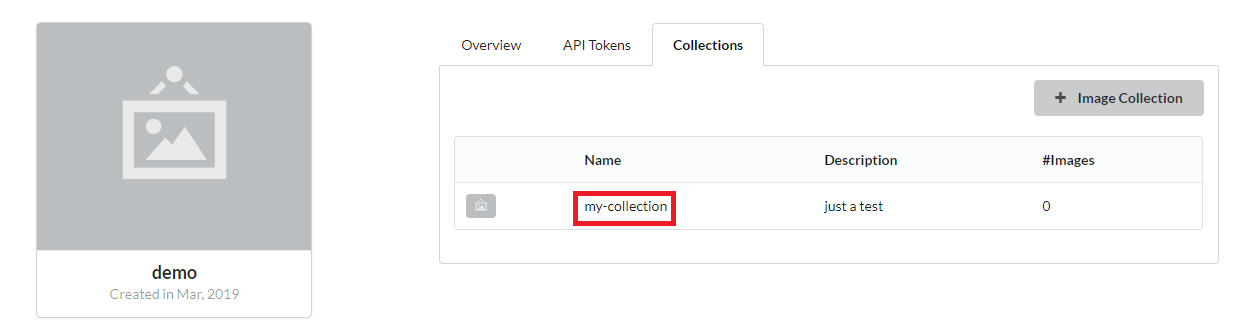 Overview API Tokens Collections
+ Image Collection
Name Description #Images
my-collection just a test 0
demo
Created in Mar, 2019